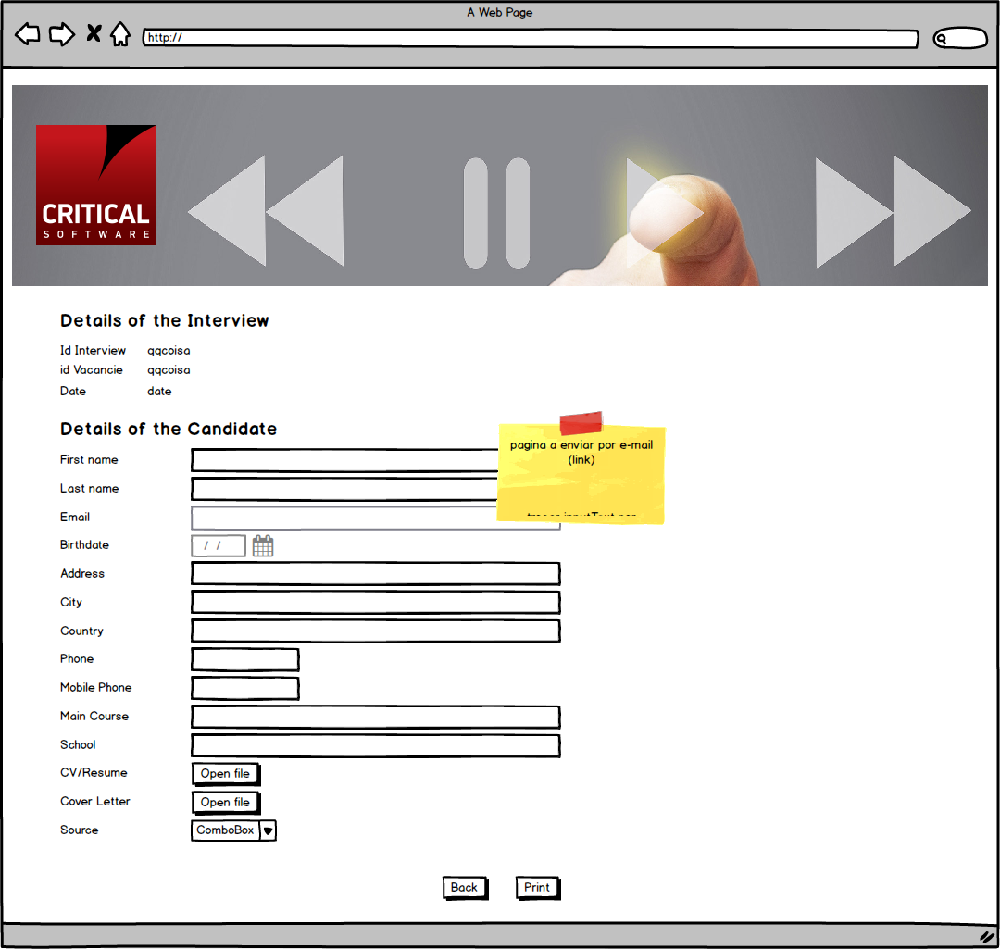 A Web Page
http://
CRITICAL
SOFTWARE
Details of the Interview
Id Interview qqcoisa
id Vacancie qqcoisa
Date date
Details of the Candidate
pagina a enviar por e-mail
(link)
First name
Last name
Email
Birthdate / /
Address
City
Country
Phone
Mobile Phone
Main Course
School
CV/Resume Open file
Cover Letter Open file
Source ComboBox
Back Print